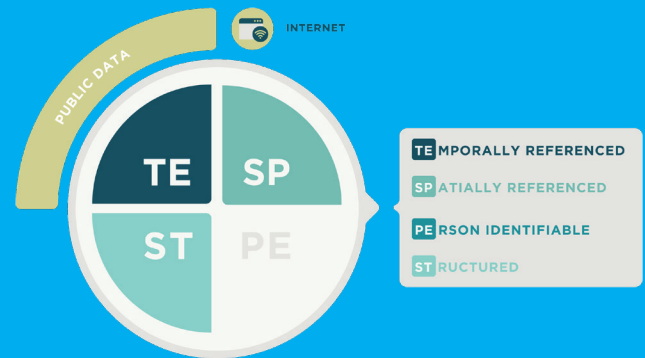 INTERNET
PUBLIC DATA
TE
SP
ST
PE
TEMPORALLY REFERENCED
SPATIALLY REFERENCED
PERSON IDENTIFIABLE
STRUCTURED